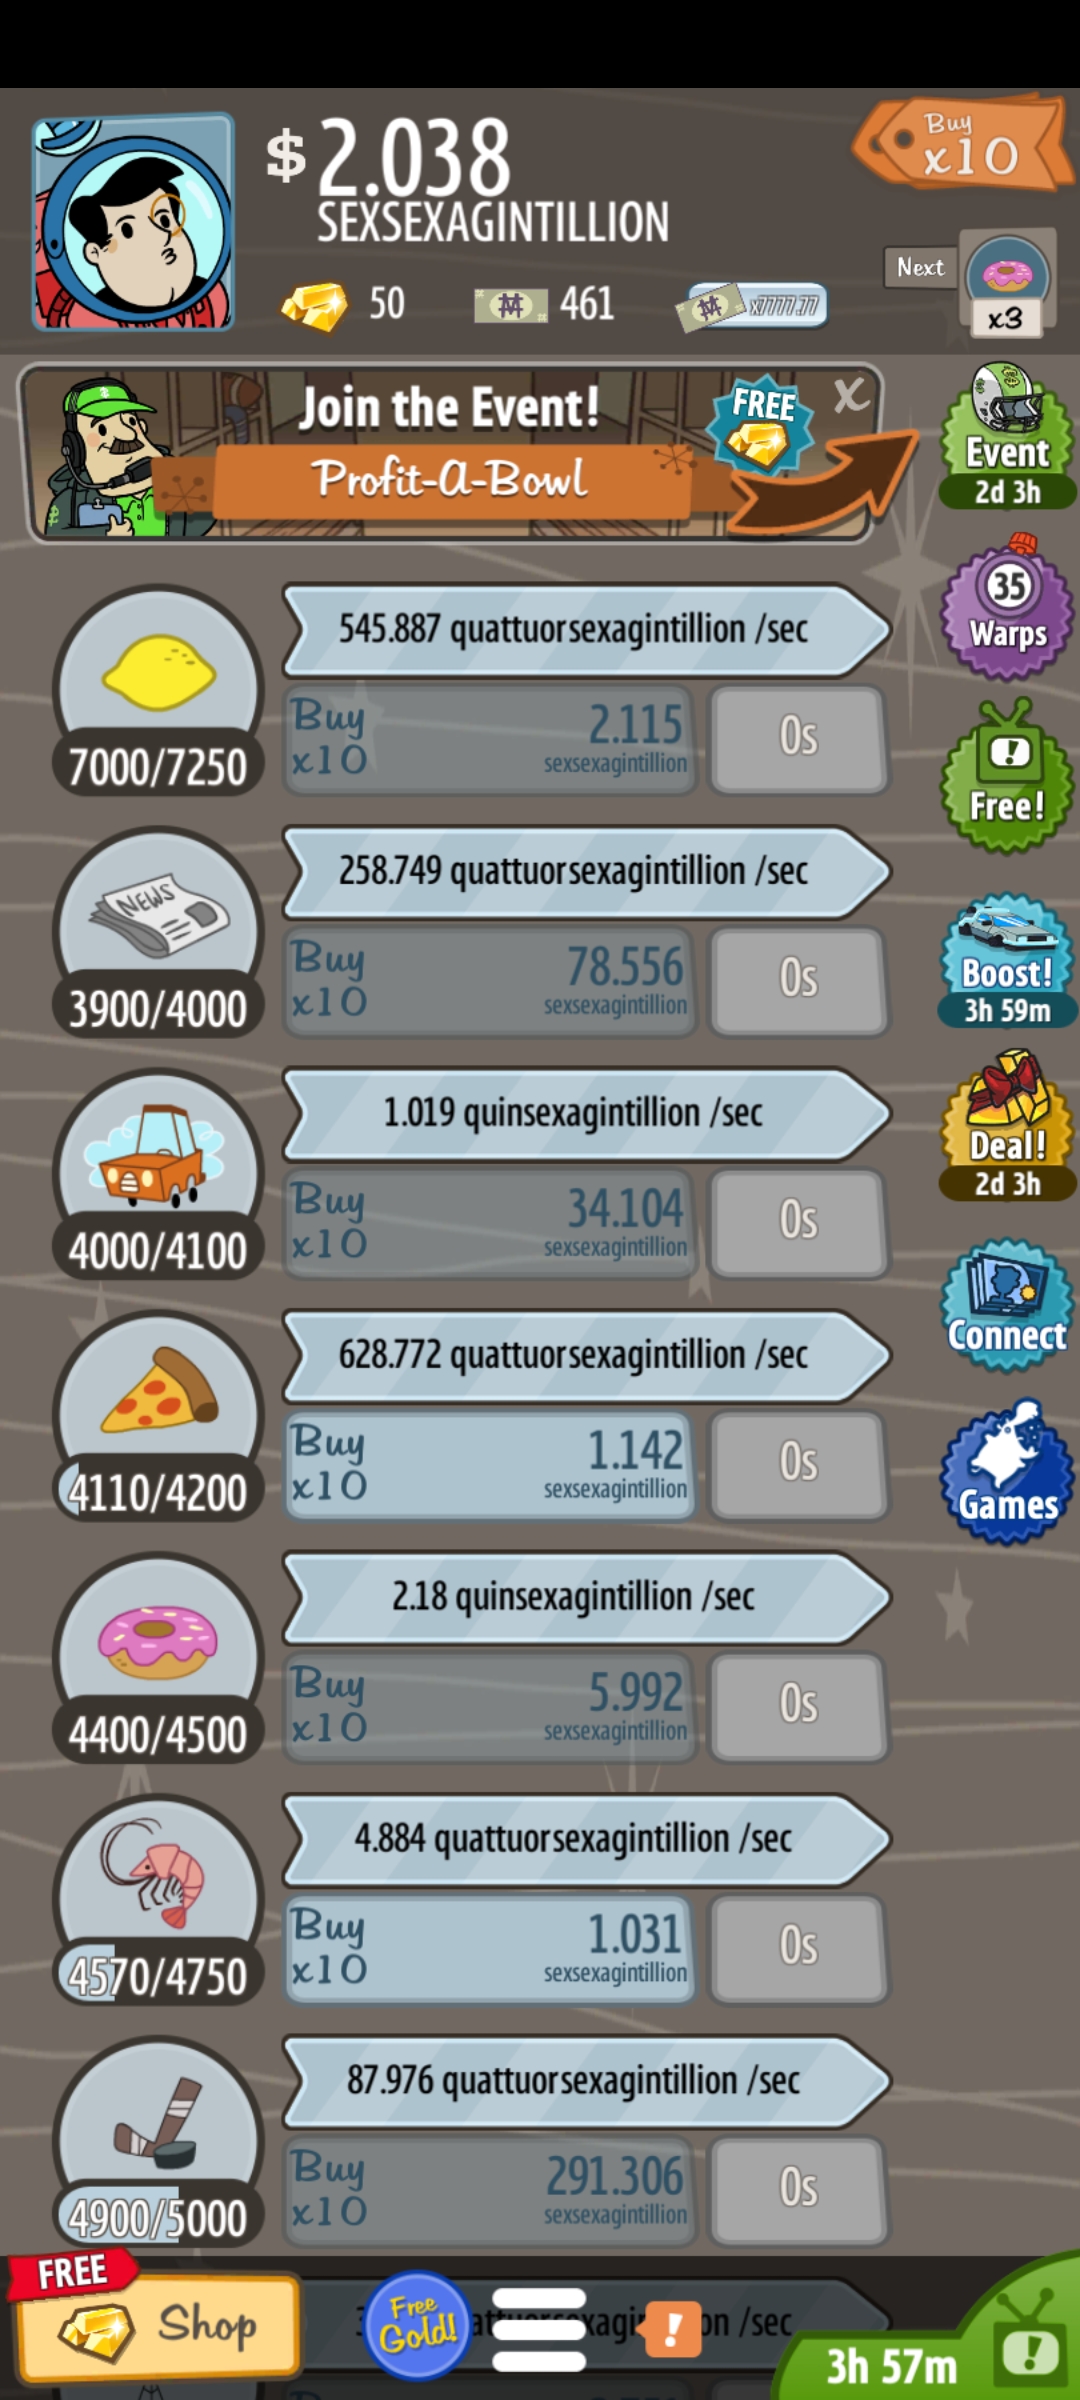 $ 2.038
SEXSEXAGINTILLION
Buy
x10
50
461
x7777.77
Next
x3
Join the Event!
Profit-A-Bowl
FREE
X
Event
2d 3h
35
Warps
Free!
Boost!
3h 59m
Deal!
2d 3h
Connect
Games
545.887 quattuorsexagintillion /sec
7000/7250
Buy
x10
2.115
sexsexagintillion
0s
258.749 quattuorsexagintillion /sec
NEWS
3900/4000
Buy
x10
78.556
sexsexagintillion
0s
1.019 quinsexagintillion /sec
4000/4100
Buy
x10
34.104
sexsexagintillion
0s
628.772 quattuorsexagintillion /sec
4110/4200
Buy
x10
1.142
sexsexagintillion
0s
2.18 quinsexagintillion /sec
4400/4500
Buy
x10
5.992
sexsexagintillion
0s
4.884 quattuorsexagintillion /sec
4570/4750
Buy
x10
1.031
sexsexagintillion
0s
87.976 quattuorsexagintillion /sec
4900/5000
Buy
x10
291.306
sexsexagintillion
0s
FREE
Shop
Free
Gold!
!
/sec
3h 57m